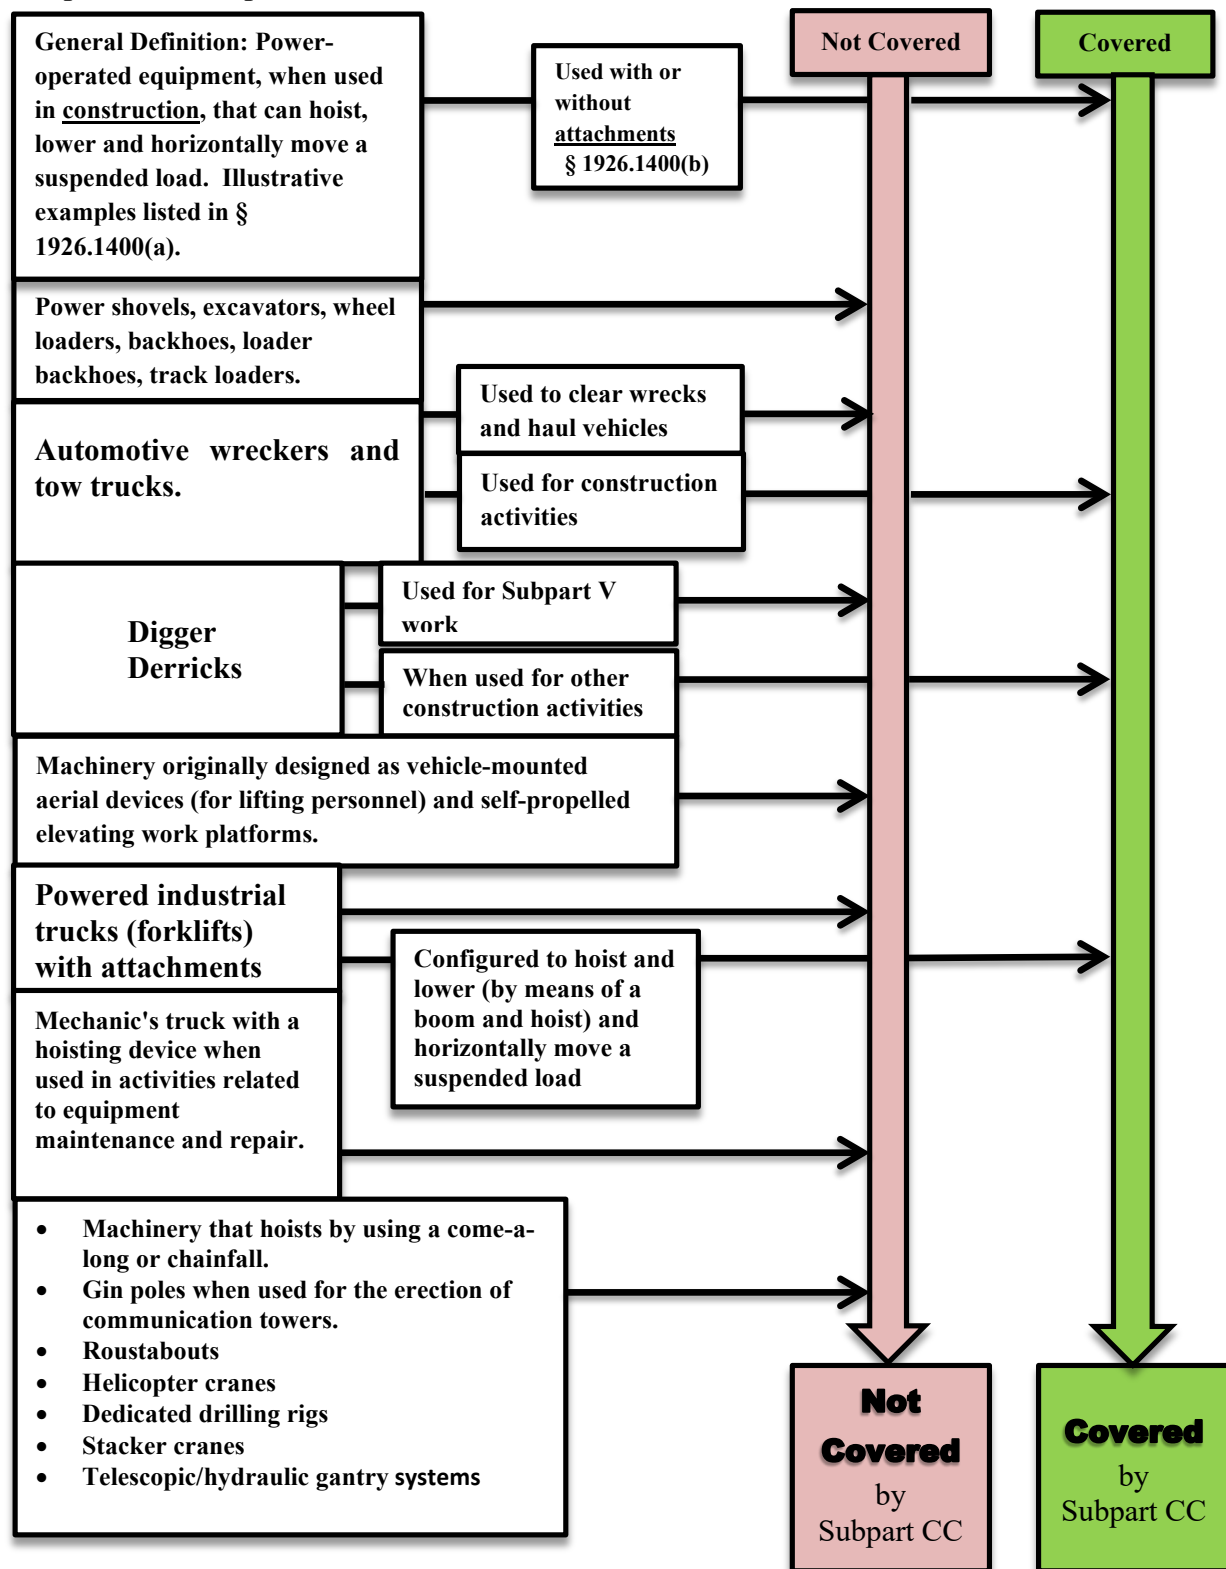 General Definition: Power-
operated equipment, when used
in construction, that can hoist,
lower and horizontally move a
suspended load.  Illustrative
examples listed in §
1926.1400(a).
Used with or
without
attachments
§ 1926.1400(b)
Not Covered
Covered
Power shovels, excavators, wheel
loaders, backhoes, loader
backhoes, track loaders.
Automotive wreckers and
tow trucks.
Used to clear wrecks
and haul vehicles
Used for construction
activities
Digger
Derricks
Used for Subpart V
work
When used for other
construction activities
Machinery originally designed as vehicle-mounted
aerial devices (for lifting personnel) and self-propelled
elevating work platforms.
Powered industrial
trucks (forklifts)
with attachments
Configured to hoist and
lower (by means of a
boom and hoist) and
horizontally move a
suspended load
Mechanic's truck with a
hoisting device when
used in activities related
to equipment
maintenance and repair.
• Machinery that hoists by using a come-a-
long or chainfall.
• Gin poles when used for the erection of
communication towers.
• Roustabouts
• Helicopter cranes
• Dedicated drilling rigs
• Stacker cranes
• Telescopic/hydraulic gantry systems
Not
Covered
by
Subpart CC
Covered
by
Subpart CC